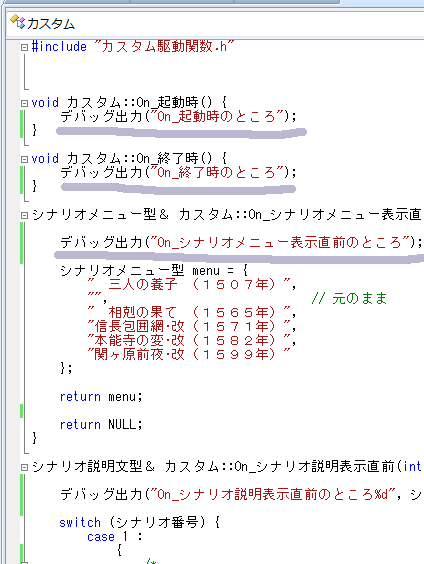 カスタム
#include "カスタム駆動関数.h"
void カスタム::On_起動時() {
デバッグ出力("On_起動時のところ");
}
void カスタム::On_終了時() {
デバッグ出力("On_終了時のところ");
}
シナリオメニュー型＆ カスタム::On_シナリオメニュー表示直
デバッグ出力("On_シナリオメニュー表示直前のところ");
シナリオメニュー型 menu = {
"　三人の義子　（１５０７年）",
"", // 元のまま
"　相剋の果て　（１５６５年）",
"信長包囲網･改（１５７１年）",
"本能寺の変･改（１５８２年）",
"関ヶ原前夜･改（１５９９年）"
};
return menu;
return NULL;
}
シナリオ説明文型＆ カスタム::On_シナリオ説明表示直前(int
デバッグ出力("On_シナリオ説明表示直前のところ%d", シ
switch (シナリオ番号) {
case 1 :
{
/*